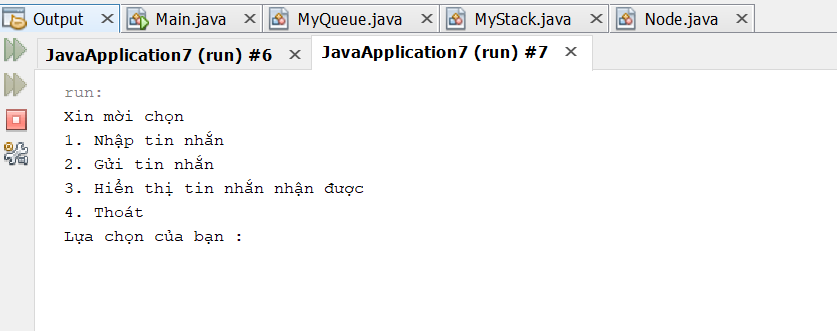 Output Main.java MyQueue.java MyStack.java Node.java
JavaApplication7 (run) #6 JavaApplication7 (run) #7
run:
Xin mời chọn
1. Nhập tin nhắn
2. Gửi tin nhắn
3. Hiển thị tin nhắn nhận được
4. Thoát
Lựa chọn của bạn :